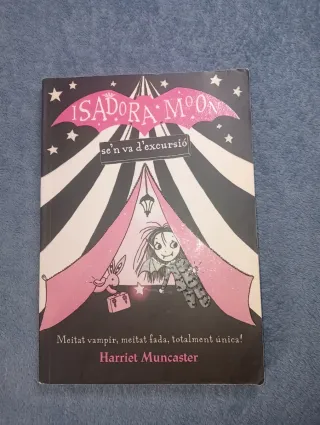 ISADORA MOON
se'n va d'excursió
Meitat vampir, meitat fada, totalment única!
Harriet Muncaster